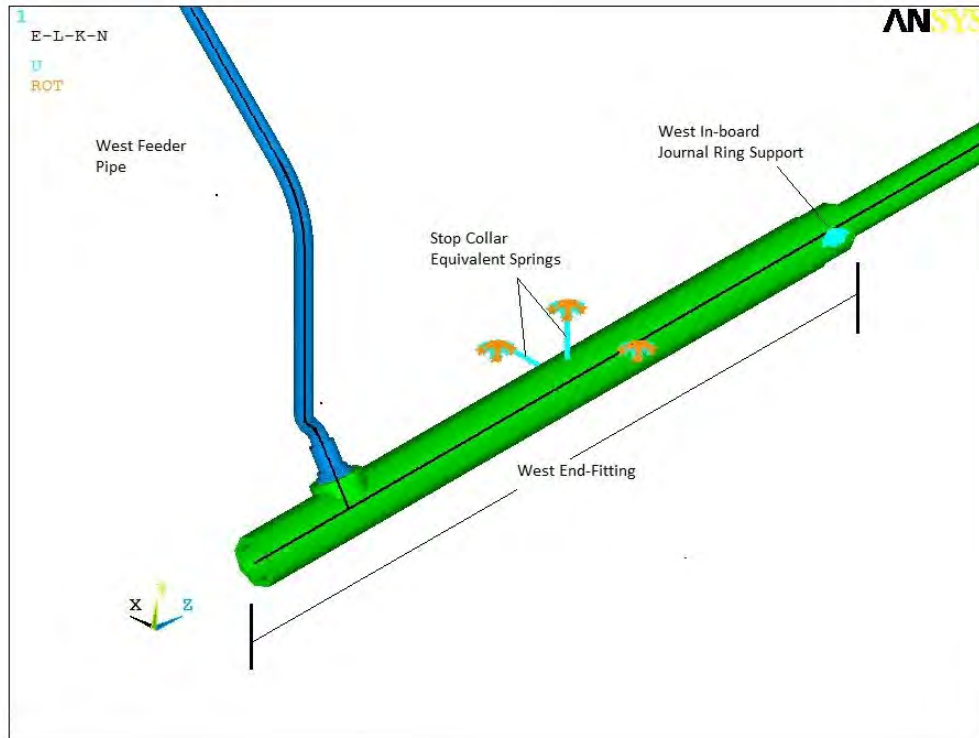 1
E-L-K-N
U
ROT
ANSYS
West Feeder
Pipe
West In-board
Journal Ring Support
Stop Collar
Equivalent Springs
West End-Fitting
X
Y
Z